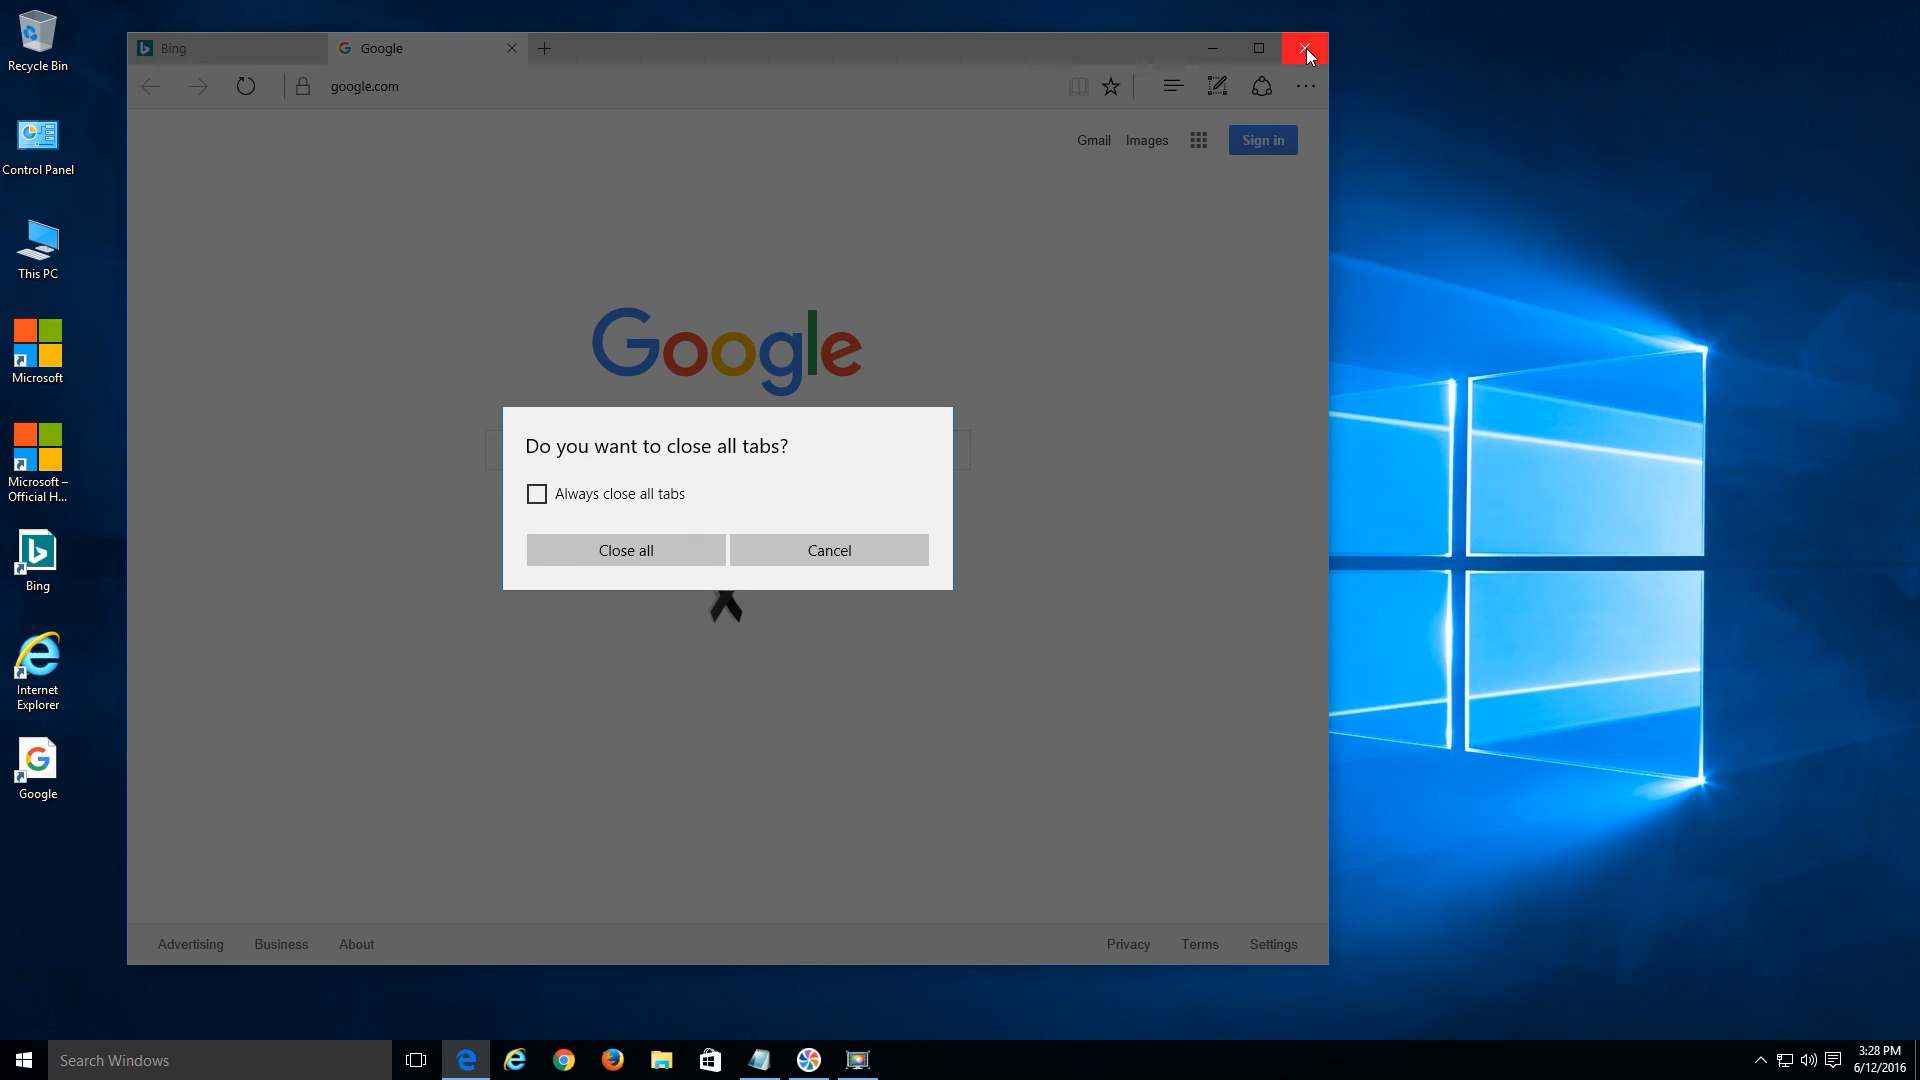 Recycle Bin
Control Panel
This PC
Microsoft
Microsoft –
Official H...
Bing
Internet
Explorer
Google
Bing
Google
google.com
Gmail
Images
Sign in
Google
Do you want to close all tabs?
Always close all tabs
Close all
Cancel
Advertising
Business
About
Privacy
Terms
Settings
Search Windows
3:28 PM
6/12/2016